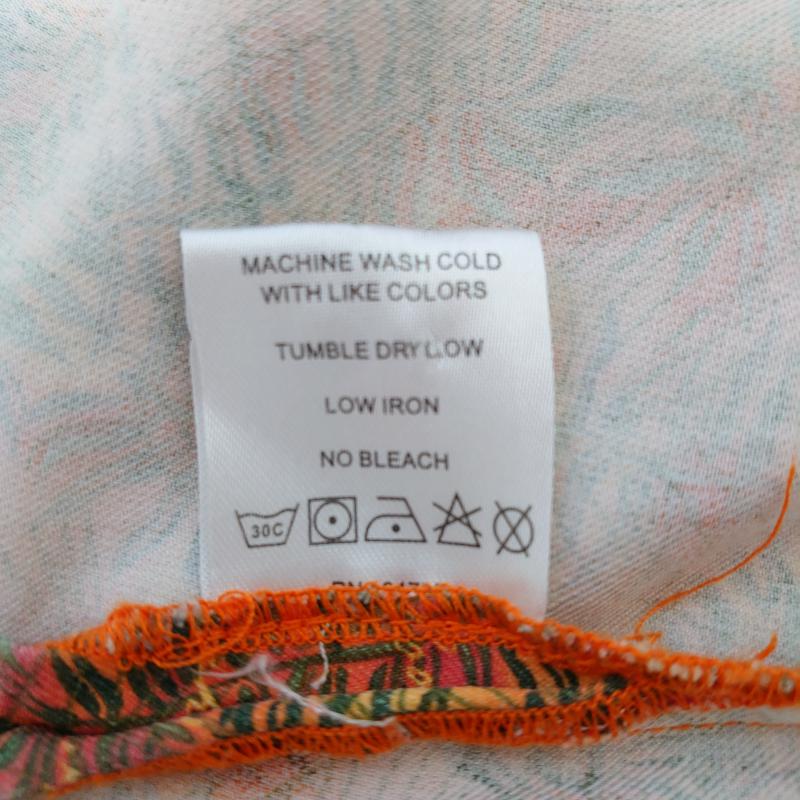 MACHINE WASH COLD
WITH LIKE COLORS
TUMBLE DRY LOW
LOW IRON
NO BLEACH
30C